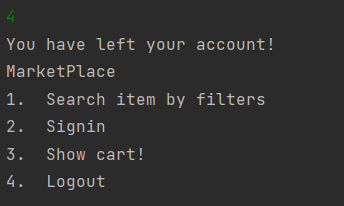 4
You have left your account!
MarketPlace
1.  Search item by filters
2.  Signin
3.  Show cart!
4.  Logout